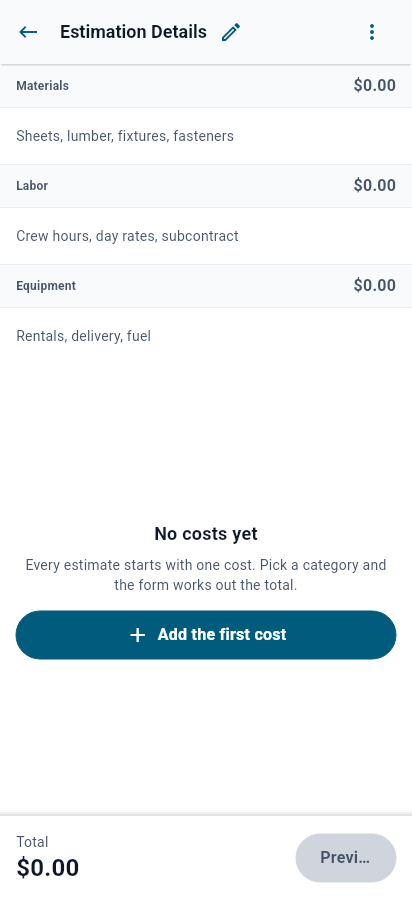 Estimation Details
Materials $0.00
Sheets, lumber, fixtures, fasteners
Labor $0.00
Crew hours, day rates, subcontract
Equipment $0.00
Rentals, delivery, fuel
No costs yet
Every estimate starts with one cost. Pick a category and
the form works out the total.
Add the first cost
Total
$0.00
Previ...